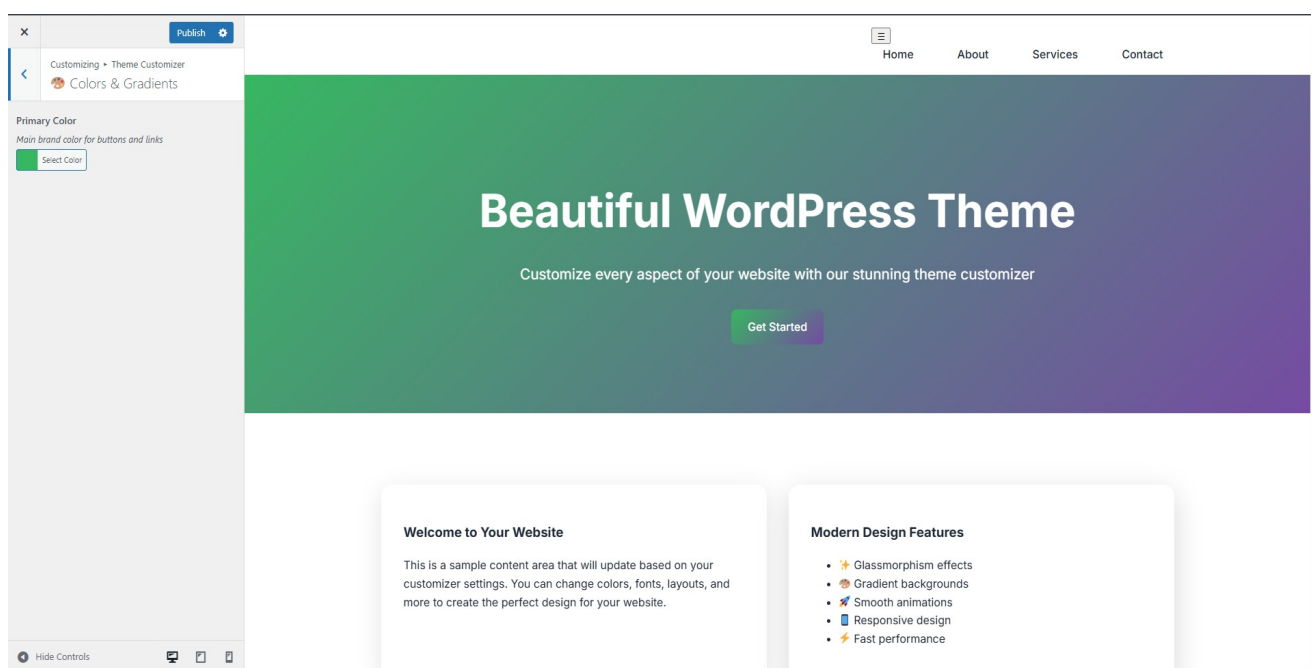 × Publish
Customizing ▸ Theme Customizer
🎨 Colors & Gradients
Primary Color
Main brand color for buttons and links
Select Color
Hide Controls
☰
Home About Services Contact
Beautiful WordPress Theme
Customize every aspect of your website with our stunning theme customizer
Get Started
Welcome to Your Website
This is a sample content area that will update based on your
customizer settings. You can change colors, fonts, layouts, and
more to create the perfect design for your website.
Modern Design Features
• ✨ Glassmorphism effects
• 🎨 Gradient backgrounds
• 🚀 Smooth animations
• 📱 Responsive design
• ⚡ Fast performance